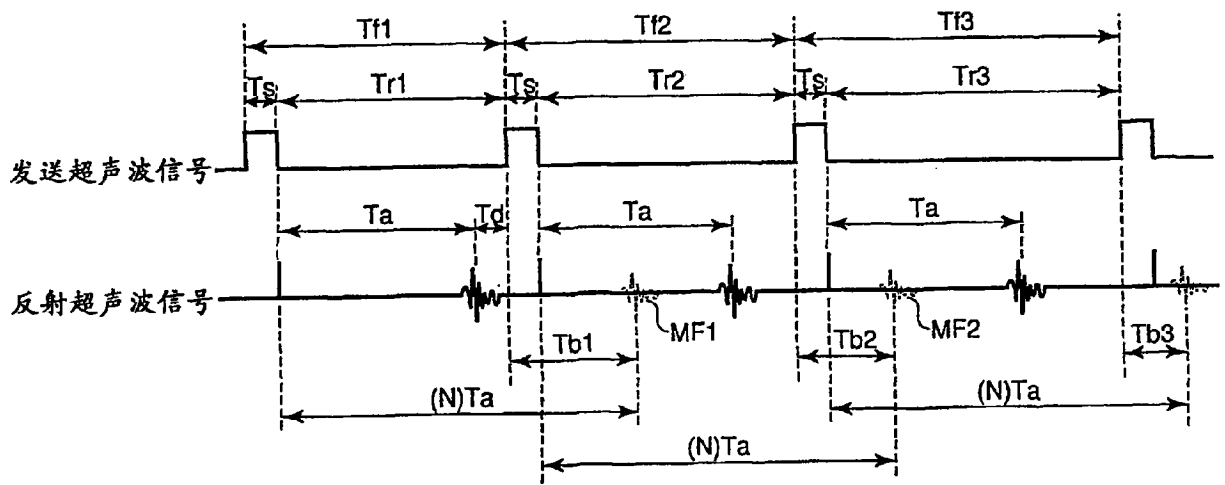 Tf1 Tf2 Tf3
Ts Tr1 Ts Tr2 Ts Tr3
发送超声波信号
Ta Td Ta Ta
反射超声波信号
MF1 MF2
Tb1 Tb2 Tb3
(N)Ta (N)Ta
(N)Ta